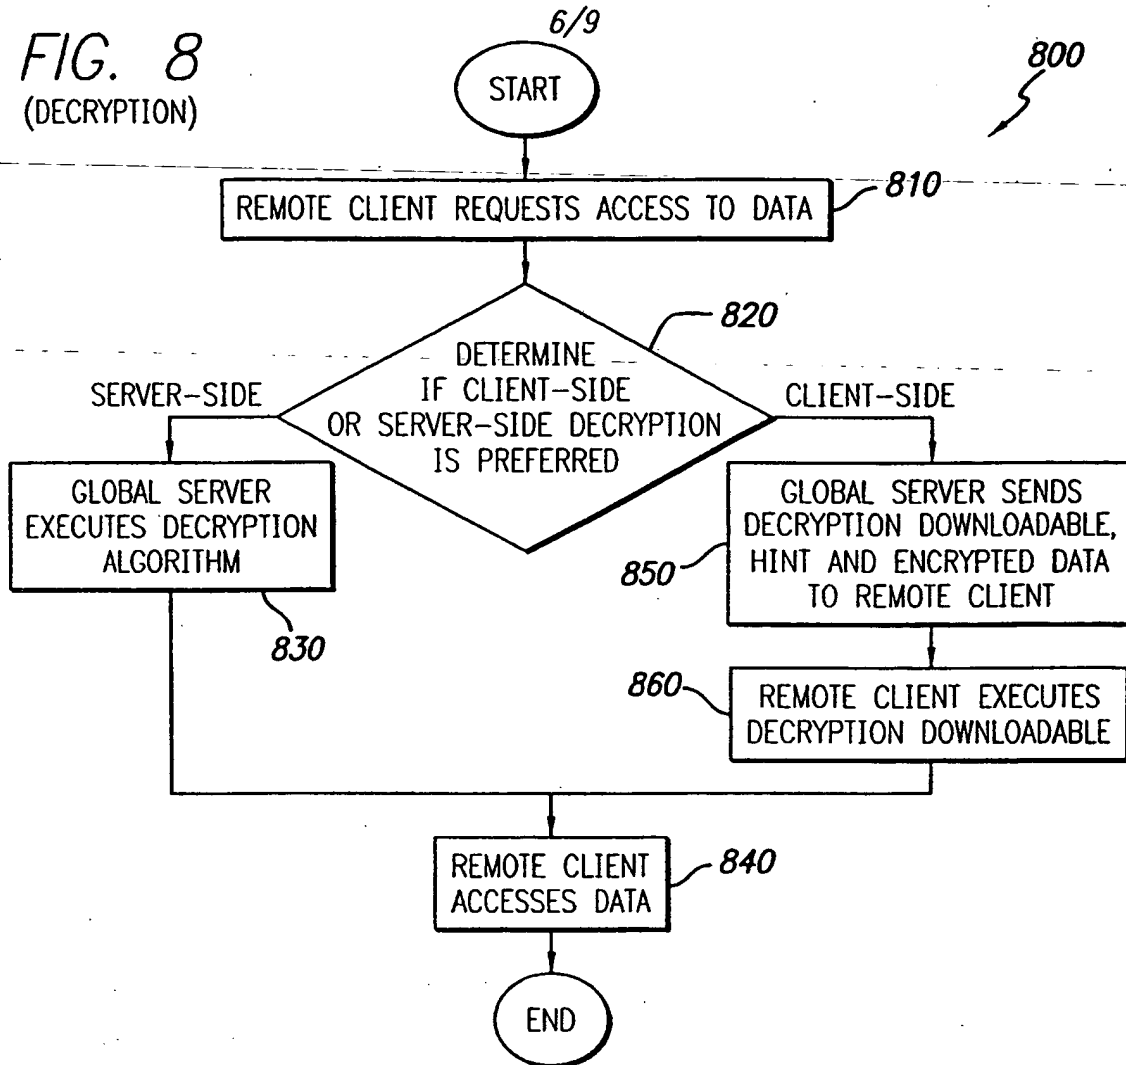 6/9
FIG. 8
(DECRYPTION)
800
START
REMOTE CLIENT REQUESTS ACCESS TO DATA
810
820
DETERMINE
IF CLIENT-SIDE
OR SERVER-SIDE DECRYPTION
IS PREFERRED
SERVER-SIDE
CLIENT-SIDE
GLOBAL SERVER
EXECUTES DECRYPTION
ALGORITHM
830
GLOBAL SERVER SENDS
DECRYPTION DOWNLOADABLE,
HINT AND ENCRYPTED DATA
TO REMOTE CLIENT
850
860
REMOTE CLIENT EXECUTES
DECRYPTION DOWNLOADABLE
REMOTE CLIENT
ACCESSES DATA
840
END